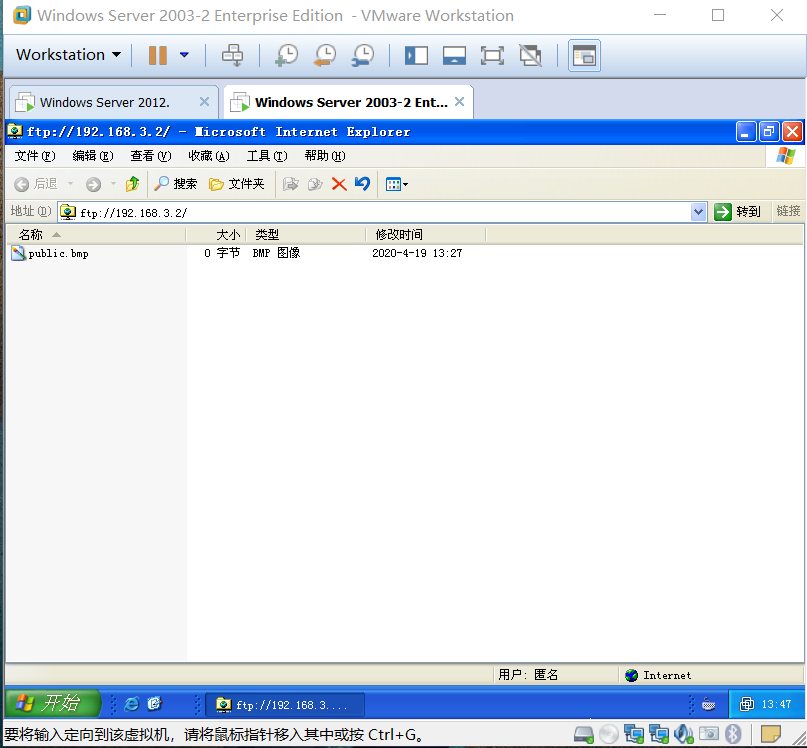 Windows Server 2003-2 Enterprise Edition - VMware Workstation
Workstation
Windows Server 2012. Windows Server 2003-2 Ent...
ftp://192.168.3.2/ - Microsoft Internet Explorer
文件(F) 编辑(E) 查看(V) 收藏(A) 工具(T) 帮助(H)
后退 搜索 文件夹
地址(D) ftp://192.168.3.2/ 转到 链接
名称 大小 类型 修改时间
public.bmp 0 字节 BMP 图像 2020-4-19 13:27
用户: 匿名 Internet
开始 ftp://192.168.3.... 13:47
要将输入定向到该虚拟机，请将鼠标指针移入其中或按 Ctrl+G。